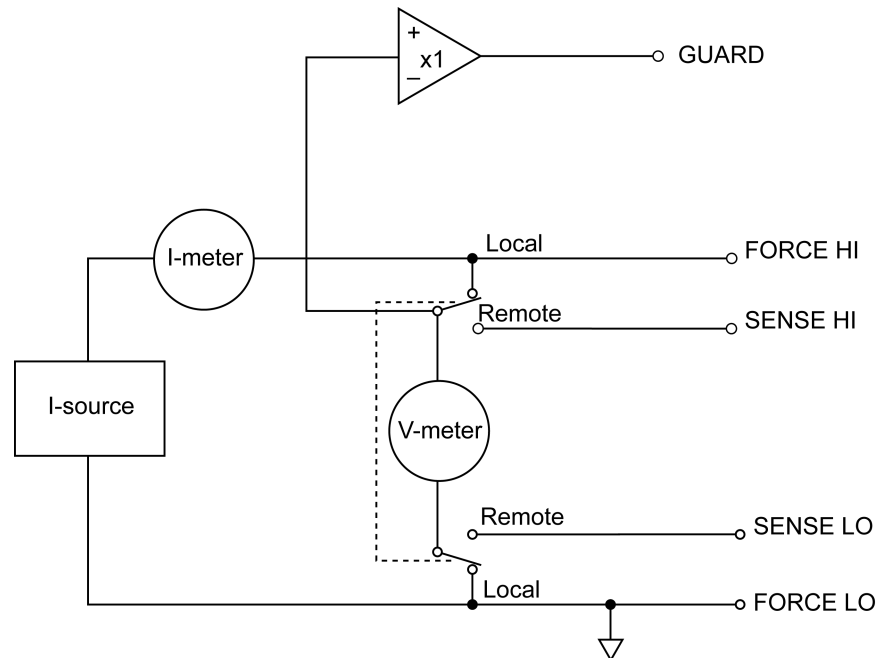 +
x1
–
GUARD
I-meter
Local
FORCE HI
Remote
SENSE HI
I-source
V-meter
Remote
SENSE LO
Local
FORCE LO